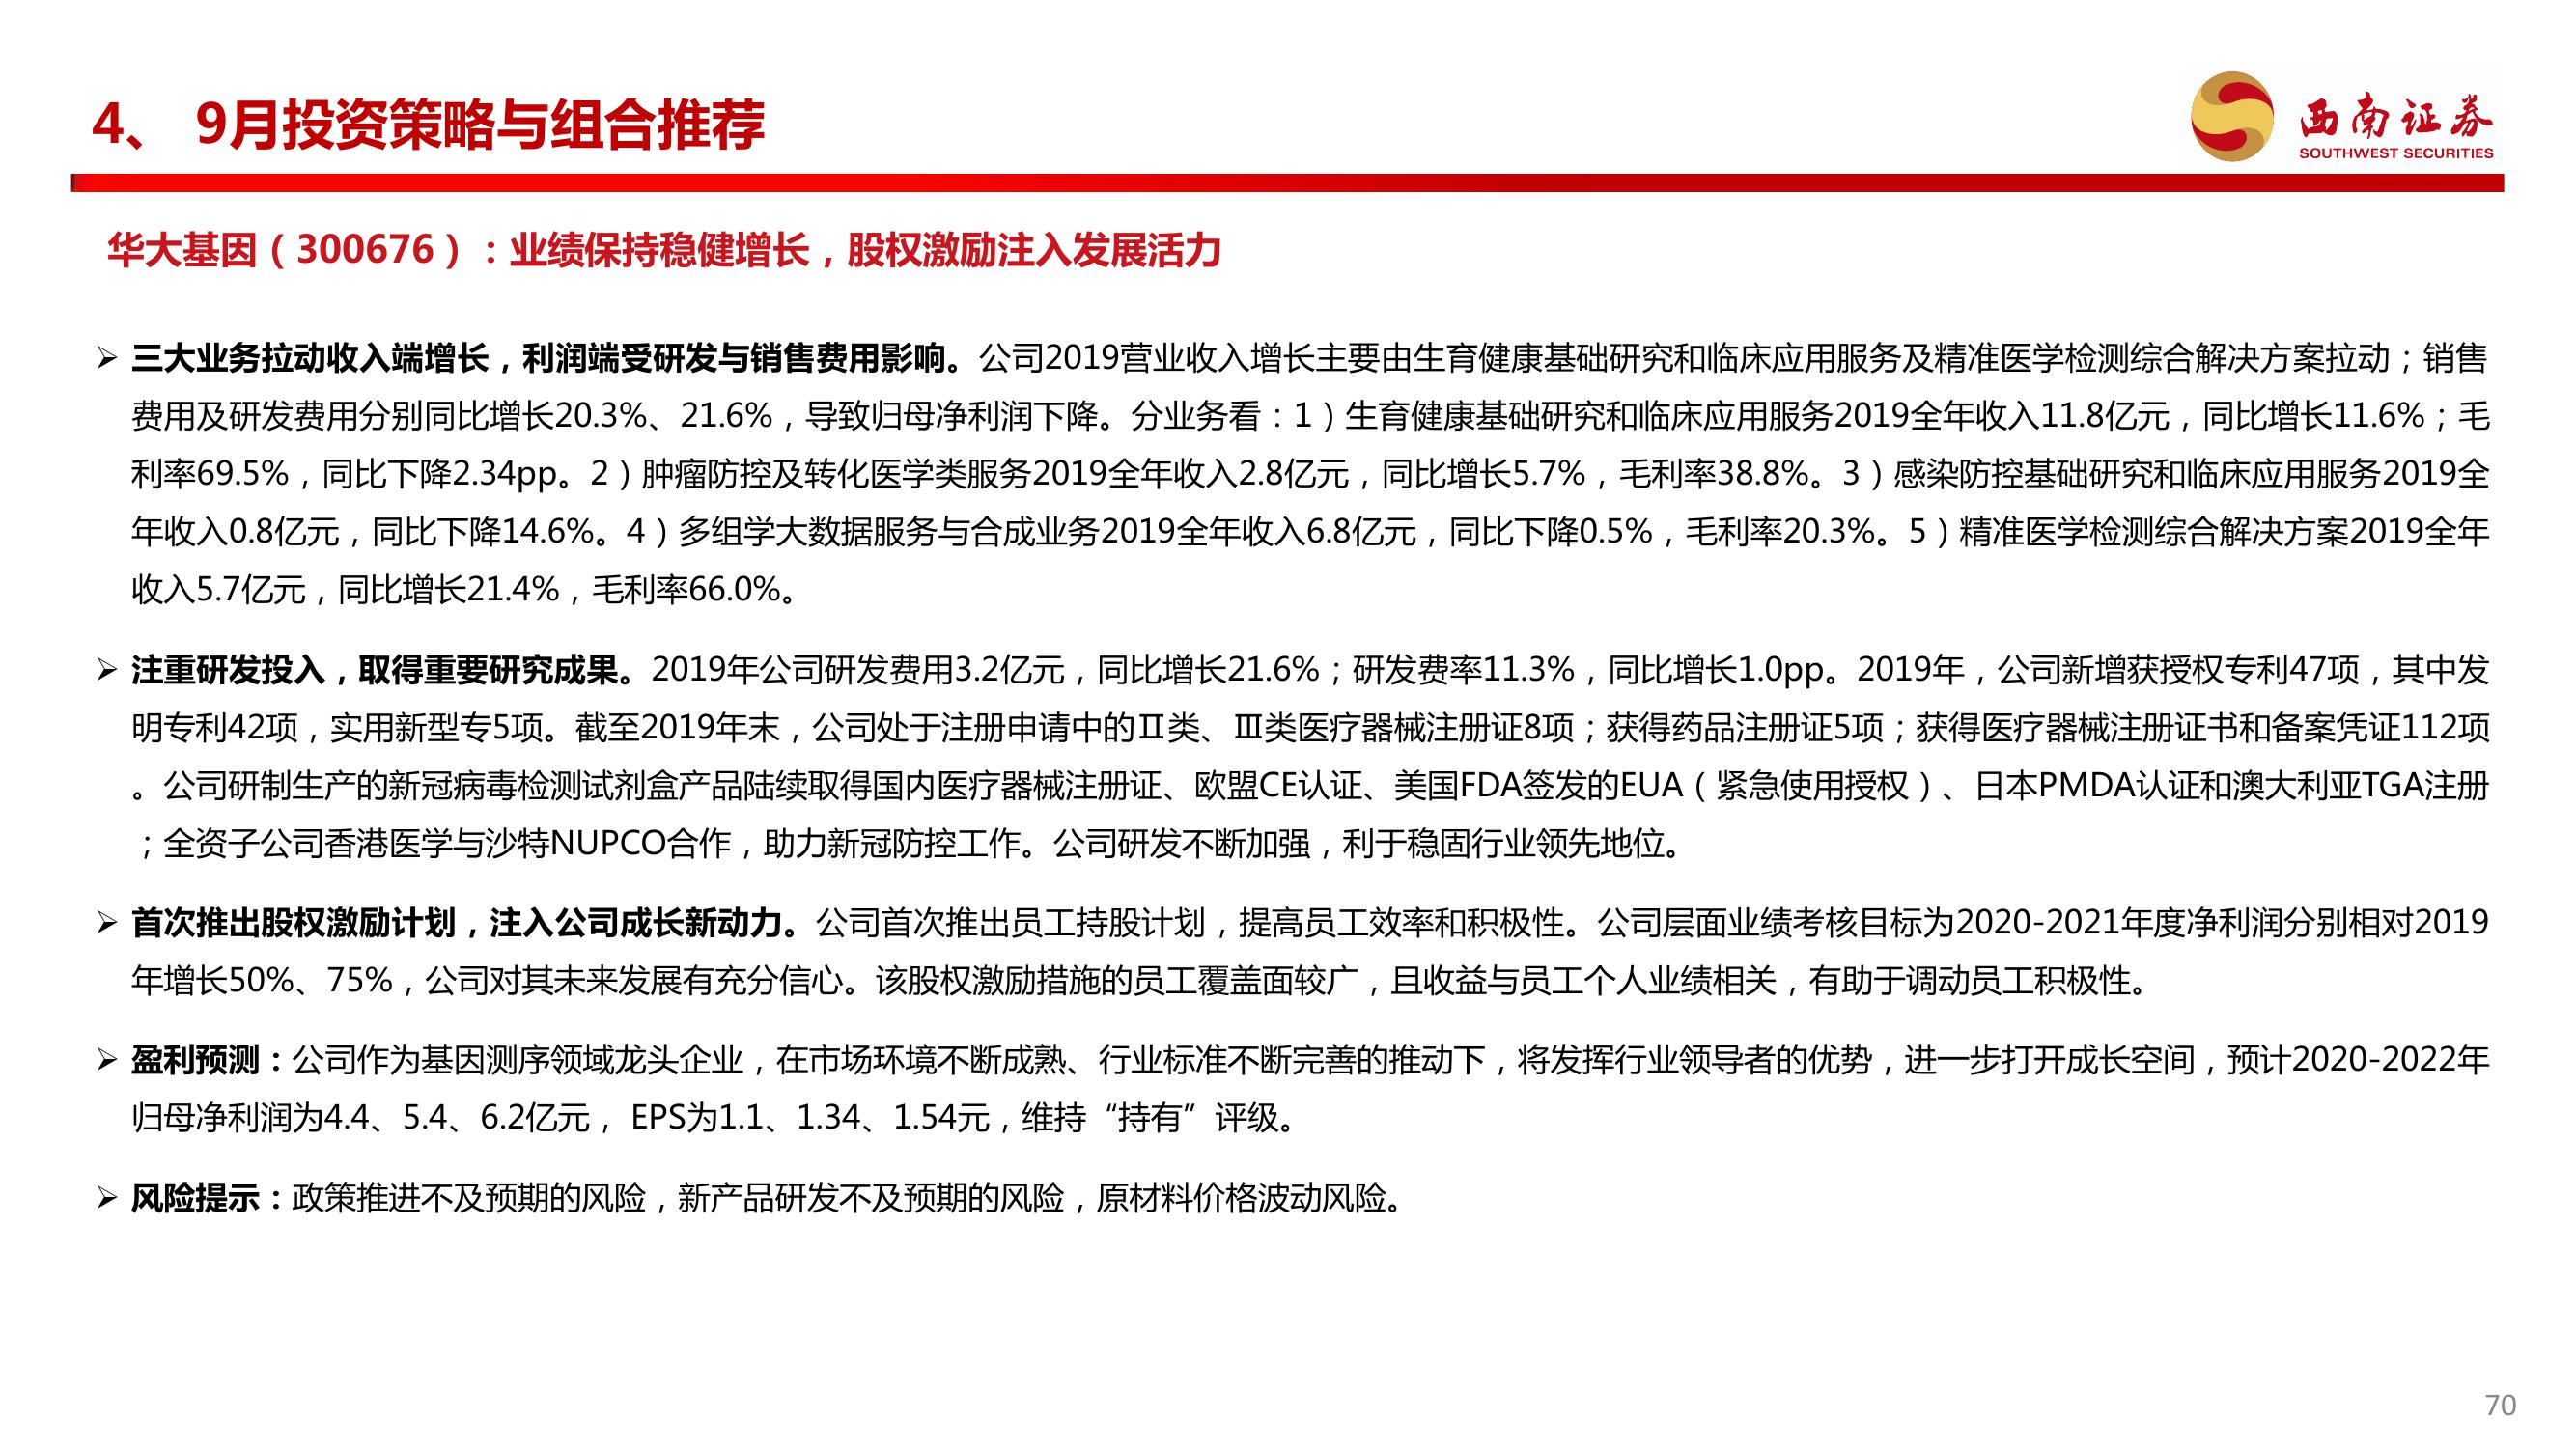 4、 9月投资策略与组合推荐
西南证券
SOUTHWEST SECURITIES
华大基因（300676）：业绩保持稳健增长，股权激励注入发展活力
➢ 三大业务拉动收入端增长，利润端受研发与销售费用影响。公司2019营业收入增长主要由生育健康基础研究和临床应用服务及精准医学检测综合解决方案拉动；销售
费用及研发费用分别同比增长20.3%、21.6%，导致归母净利润下降。分业务看：1）生育健康基础研究和临床应用服务2019全年收入11.8亿元，同比增长11.6%；毛
利率69.5%，同比下降2.34pp。2）肿瘤防控及转化医学类服务2019全年收入2.8亿元，同比增长5.7%，毛利率38.8%。3）感染防控基础研究和临床应用服务2019全
年收入0.8亿元，同比下降14.6%。4）多组学大数据服务与合成业务2019全年收入6.8亿元，同比下降0.5%，毛利率20.3%。5）精准医学检测综合解决方案2019全年
收入5.7亿元，同比增长21.4%，毛利率66.0%。
➢ 注重研发投入，取得重要研究成果。2019年公司研发费用3.2亿元，同比增长21.6%；研发费率11.3%，同比增长1.0pp。2019年，公司新增获授权专利47项，其中发
明专利42项，实用新型专5项。截至2019年末，公司处于注册申请中的Ⅱ类、Ⅲ类医疗器械注册证8项；获得药品注册证5项；获得医疗器械注册证书和备案凭证112项
。公司研制生产的新冠病毒检测试剂盒产品陆续取得国内医疗器械注册证、欧盟CE认证、美国FDA签发的EUA（紧急使用授权）、日本PMDA认证和澳大利亚TGA注册
；全资子公司香港医学与沙特NUPCO合作，助力新冠防控工作。公司研发不断加强，利于稳固行业领先地位。
➢ 首次推出股权激励计划，注入公司成长新动力。公司首次推出员工持股计划，提高员工效率和积极性。公司层面业绩考核目标为2020-2021年度净利润分别相对2019
年增长50%、75%，公司对其未来发展有充分信心。该股权激励措施的员工覆盖面较广，且收益与员工个人业绩相关，有助于调动员工积极性。
➢ 盈利预测：公司作为基因测序领域龙头企业，在市场环境不断成熟、行业标准不断完善的推动下，将发挥行业领导者的优势，进一步打开成长空间，预计2020-2022年
归母净利润为4.4、5.4、6.2亿元， EPS为1.1、1.34、1.54元，维持“持有”评级。
➢ 风险提示：政策推进不及预期的风险，新产品研发不及预期的风险，原材料价格波动风险。
70